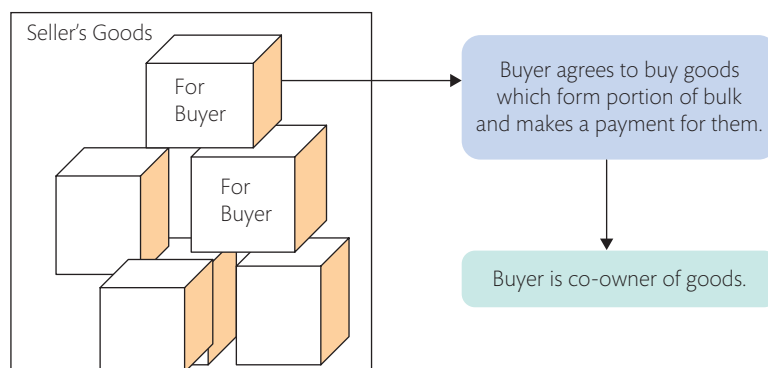 Seller’s Goods
For
Buyer
For
Buyer
Buyer agrees to buy goods
which form portion of bulk
and makes a payment for them.
Buyer is co-owner of goods.